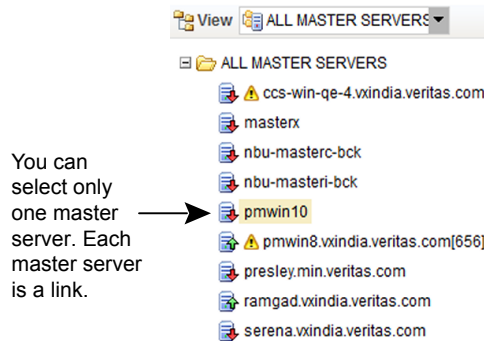 View ALL MASTER SERVERS
ALL MASTER SERVERS
ccs-win-qe-4.vxindia.veritas.com
masterx
nbu-masterc-bck
nbu-masteri-bck
You can
select only
one master
server. Each
master server
is a link.
pmwin10
pmwin8.vxindia.veritas.com[656]
presley.min.veritas.com
ramgad.vxindia.veritas.com
serena.vxindia.veritas.com